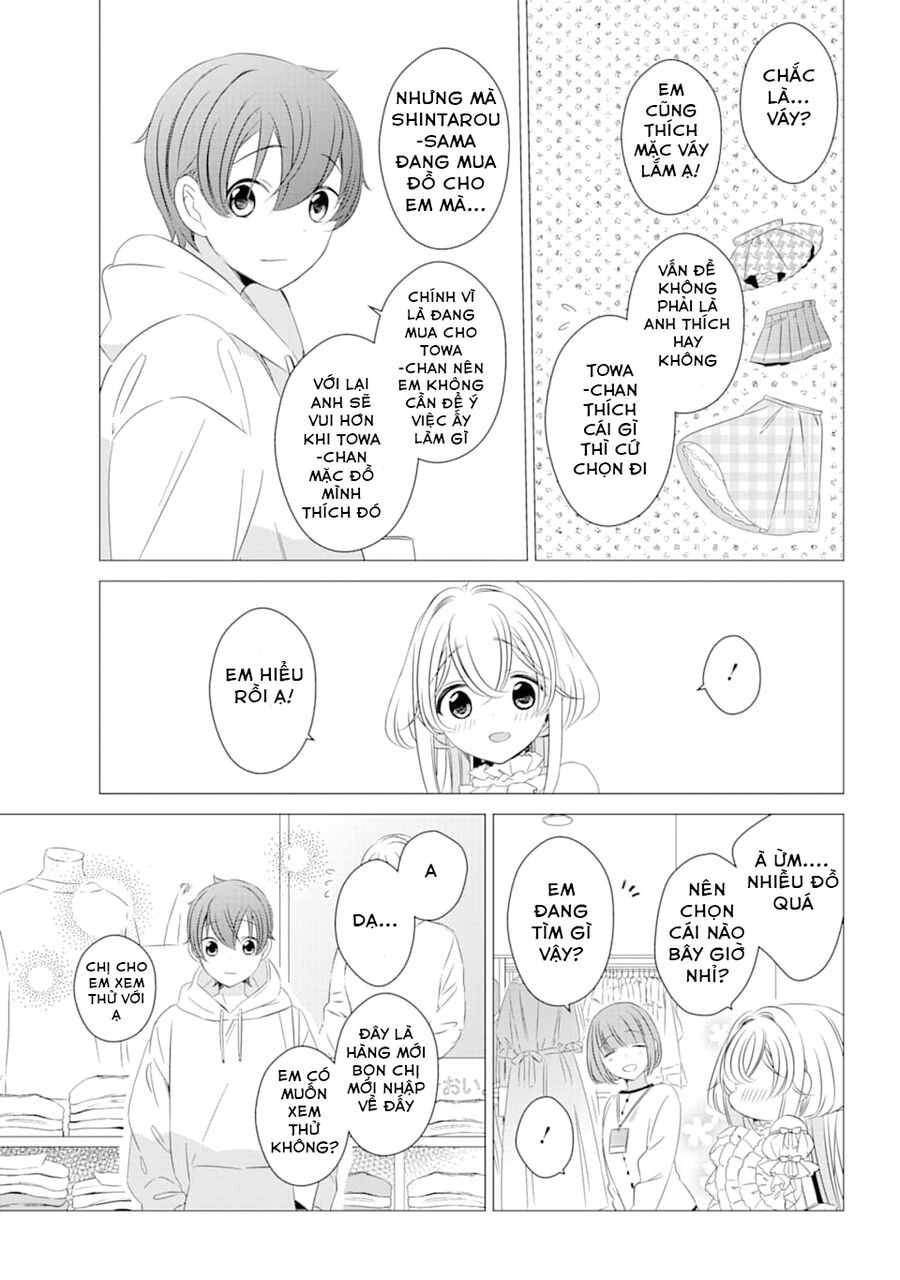 CHẮC
LÀ...
VÁY?
EM
CŨNG
THÍCH
MẶC VÁY
LẮM Ạ!
VẤN ĐỀ
KHÔNG
PHẢI LÀ
ANH THÍCH
HAY
KHÔNG
TOWA
-CHAN
THÍCH
CÁI GÌ
THÌ CỨ
CHỌN ĐI
NHƯNG MÀ
SHINTAROU
-SAMA
ĐANG MUA
ĐỒ CHO
EM MÀ...
CHÍNH VÌ
LÀ ĐANG
MUA CHO
TOWA
-CHAN NÊN
EM KHÔNG
CẦN ĐỂ Ý
VIỆC ẤY
LÀM GÌ
VỚI LẠI
ANH SẼ
VUI HƠN
KHI TOWA
-CHAN
MẶC ĐỒ
MÌNH
THÍCH ĐÓ
!
EM HIỂU
RỒI Ạ!
À ỪM....
NHIỀU ĐỒ
QUÁ
NÊN
CHỌN
CÁI NÀO
BÂY GIỜ
NHỈ?
EM
ĐANG
TÌM GÌ
VẬY?
!
A
DẠ...
ĐÂY LÀ
HÀNG MỚI
BỌN CHỊ
MỚI NHẬP
VỀ ĐẤY
EM CÓ
MUỐN
XEM
THỬ
KHÔNG?
CHỊ CHO
EM XEM
THỬ VỚI
Ạ
おい